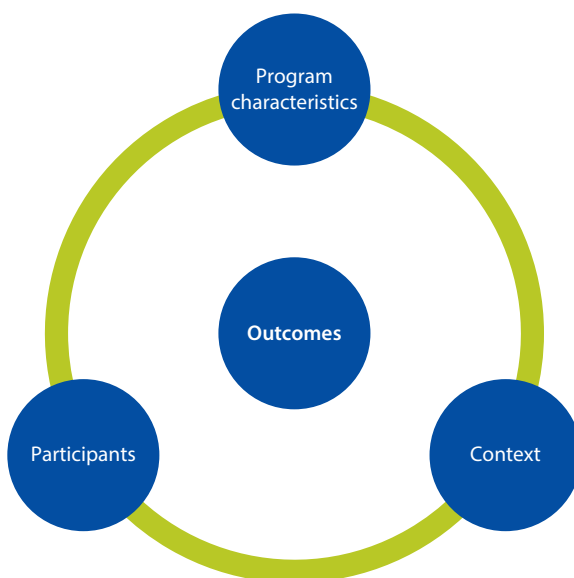 Program
characteristics
Outcomes
Participants
Context